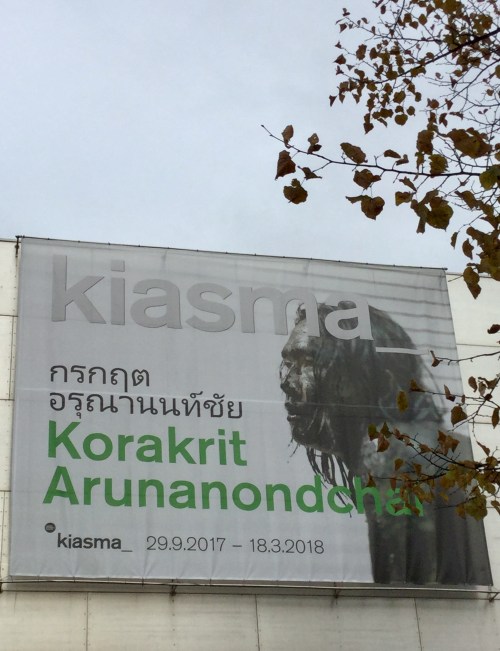 kiasma_
กรกฤต
อรุณานนท์ชัย
Korakrit
Arunanondchai
kiasma_ 29.9.2017 – 18.3.2018